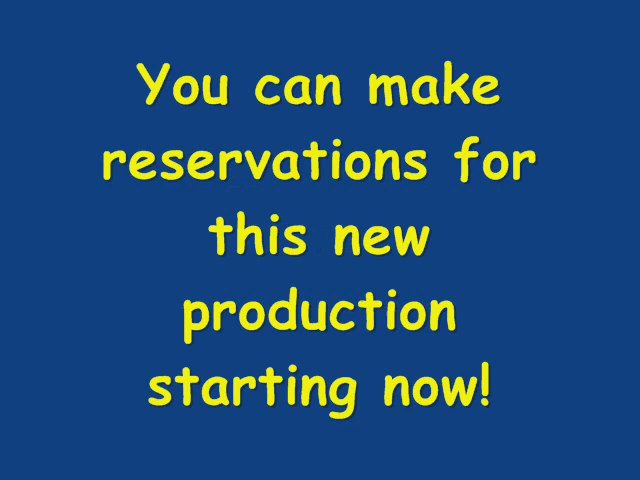 You can make
reservations for
this new
production
starting now!